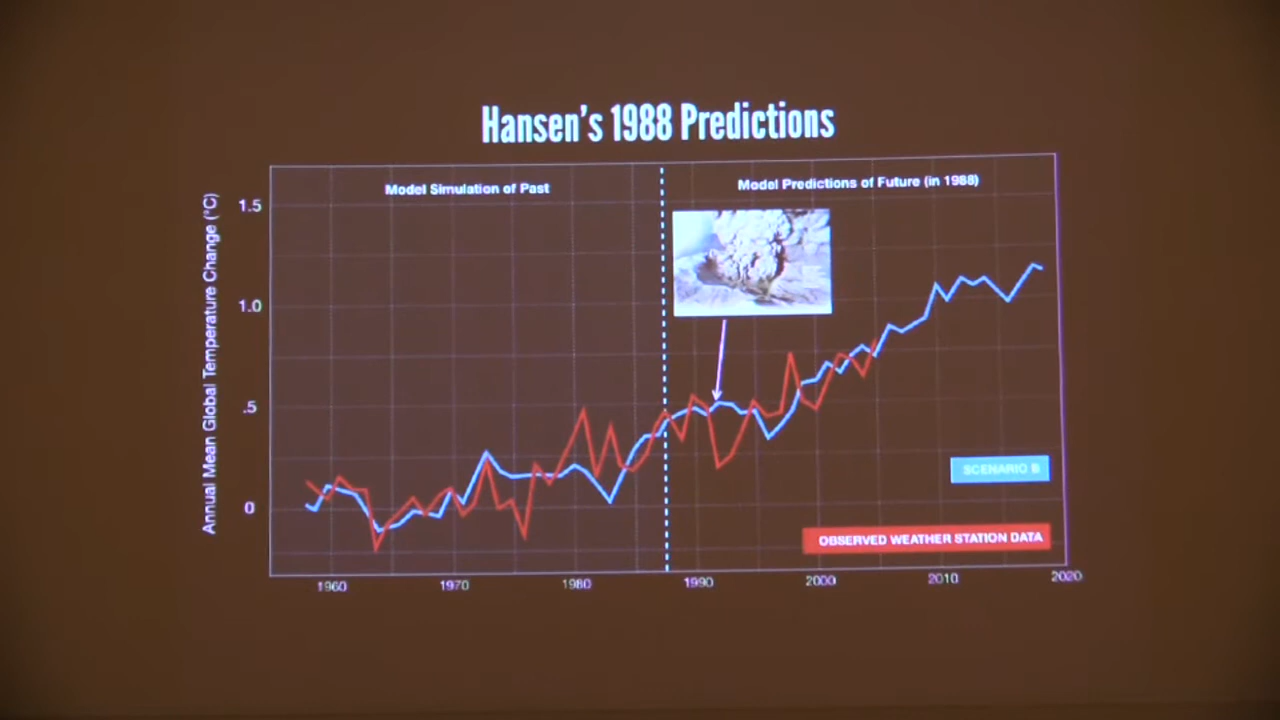 Hansen's 1988 Predictions
Model Simulation of Past
Model Predictions of Future (in 1988)
Annual Mean Global Temperature Change (°C)
1.5
1.0
.5
0
SCENARIO B
OBSERVED WEATHER STATION DATA
1960
1970
1980
1990
2000
2010
2020